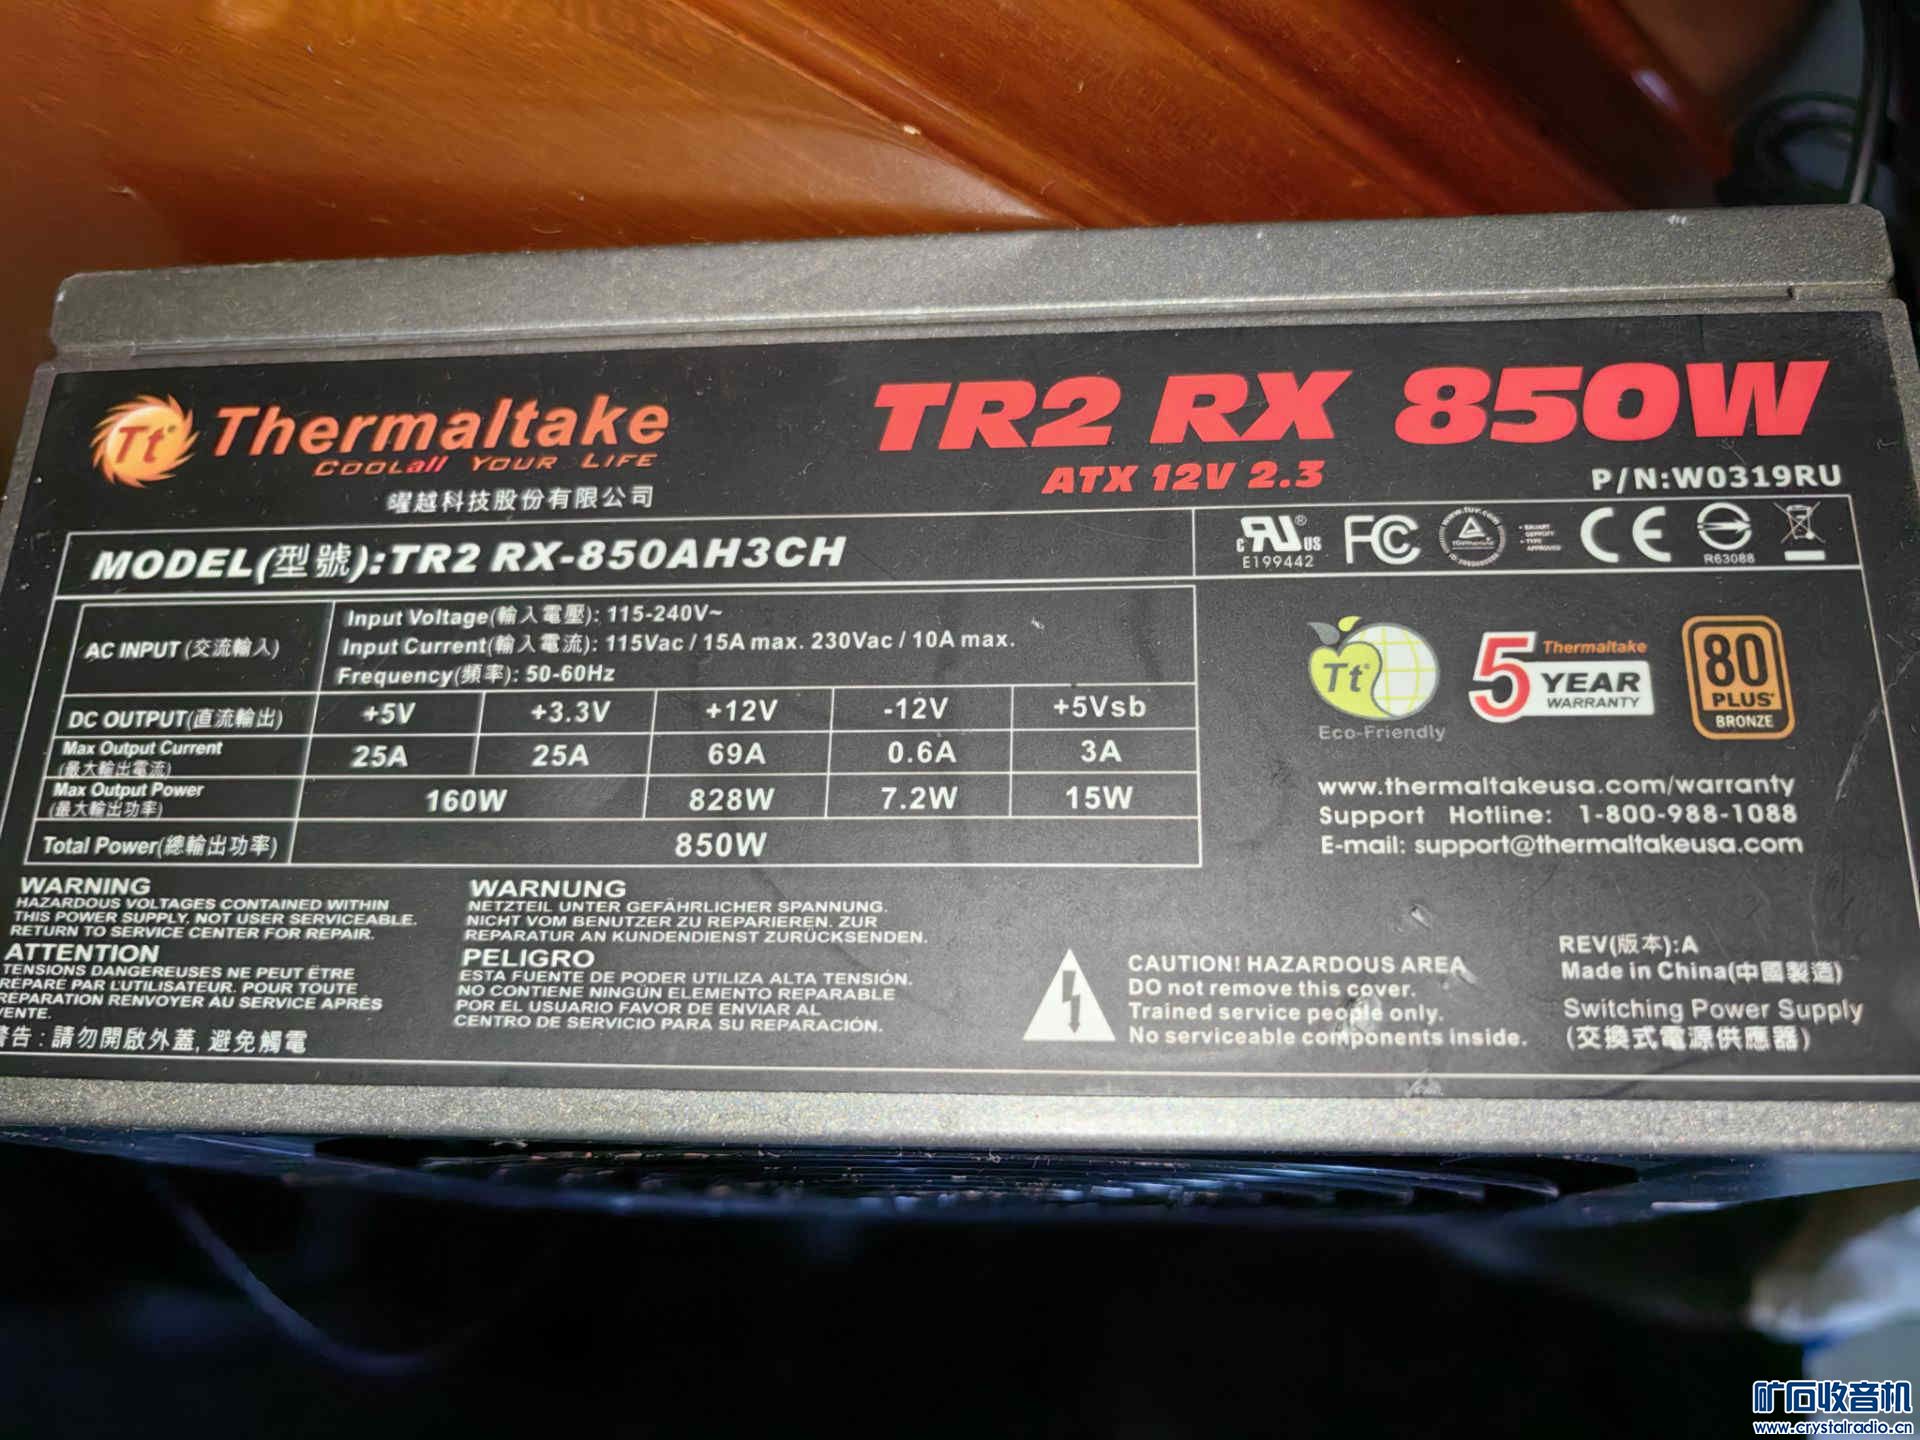 Tt® Thermaltake
COOLall YOUR LIFE
曜越科技股份有限公司
TR2 RX 850W
ATX 12V 2.3
P/N:W0319RU
MODEL(型號):TR2 RX-850AH3CH
c RU® US
E199442
FC
CE
R63088
AC INPUT (交流輸入)
Input Voltage(輸入電壓): 115-240V~
Input Current(輸入電流): 115Vac / 15A max. 230Vac / 10A max.
Frequency(頻率): 50-60Hz
DC OUTPUT(直流輸出) +5V +3.3V +12V -12V +5Vsb
Max Output Current
(最大輸出電流)
25A 25A 69A 0.6A 3A
Max Output Power
(最大輸出功率)
160W 828W 7.2W 15W
Total Power(總輸出功率) 850W
Tt®
Eco-Friendly
5 Thermaltake
YEAR
WARRANTY
80
PLUS®
BRONZE
www.thermaltakeusa.com/warranty
Support Hotline: 1-800-988-1088
E-mail: support@thermaltakeusa.com
WARNING
HAZARDOUS VOLTAGES CONTAINED WITHIN
THIS POWER SUPPLY, NOT USER SERVICEABLE.
RETURN TO SERVICE CENTER FOR REPAIR.
ATTENTION
TENSIONS DANGEREUSES NE PEUT ÊTRE
REPARÉ PAR L'UTILISATEUR. POUR TOUTE
REPARATION RENVOYER AU SERVICE APRÈS
VENTE.
警告 : 請勿開啟外蓋, 避免觸電
WARNUNG
NETZTEIL UNTER GEFÄHRLICHER SPANNUNG.
NICHT VOM BENUTZER ZU REPARIEREN. ZUR
REPARATUR AN KUNDENDIENST ZURÜCKSENDEN.
PELIGRO
ESTA FUENTE DE PODER UTILIZA ALTA TENSIÓN.
NO CONTIENE NINGÚN ELEMENTO REPARABLE
POR EL USUARIO FAVOR DE ENVIAR AL
CENTRO DE SERVICIO PARA SU REPARACIÓN.
CAUTION! HAZARDOUS AREA
DO not remove this cover.
Trained service people only.
No serviceable components inside.
REV(版本):A
Made in China(中國製造)
Switching Power Supply
(交換式電源供應器)
矿石收音机
www.crystalradio.cn